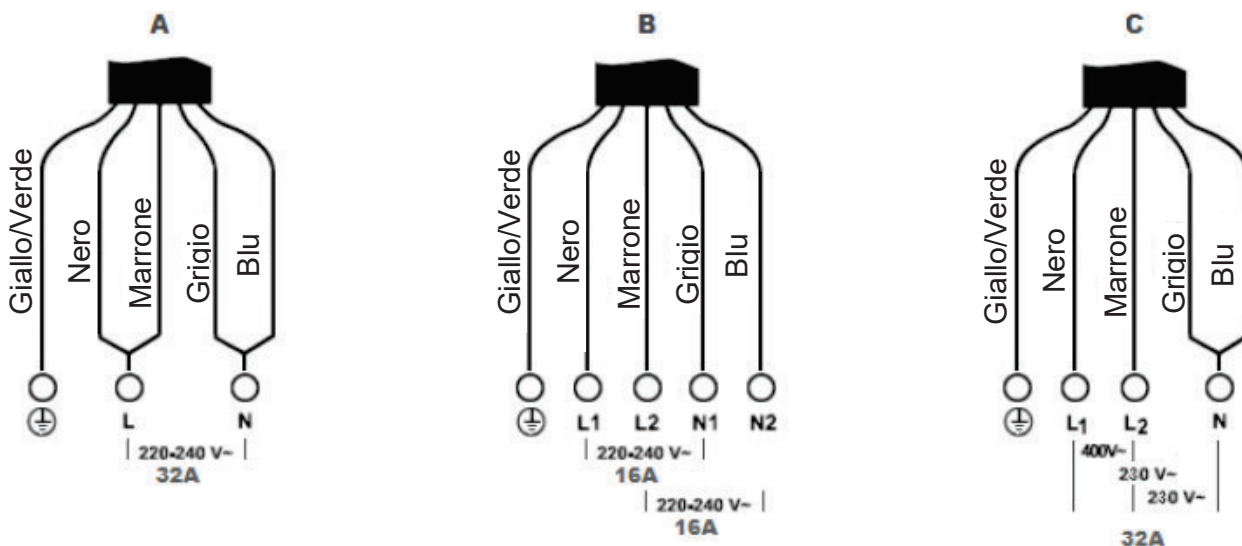 A
B
C
Giallo/Verde
Nero
Marrone
Grigio
Blu
L
N
220-240 V~
32A
Giallo/Verde
Nero
Marrone
Grigio
Blu
L1
L2
N1
N2
220-240 V~
16A
220-240 V~
16A
Giallo/Verde
Nero
Marrone
Grigio
Blu
L1
L2
N
400V~
230 V~
230 V~
32A